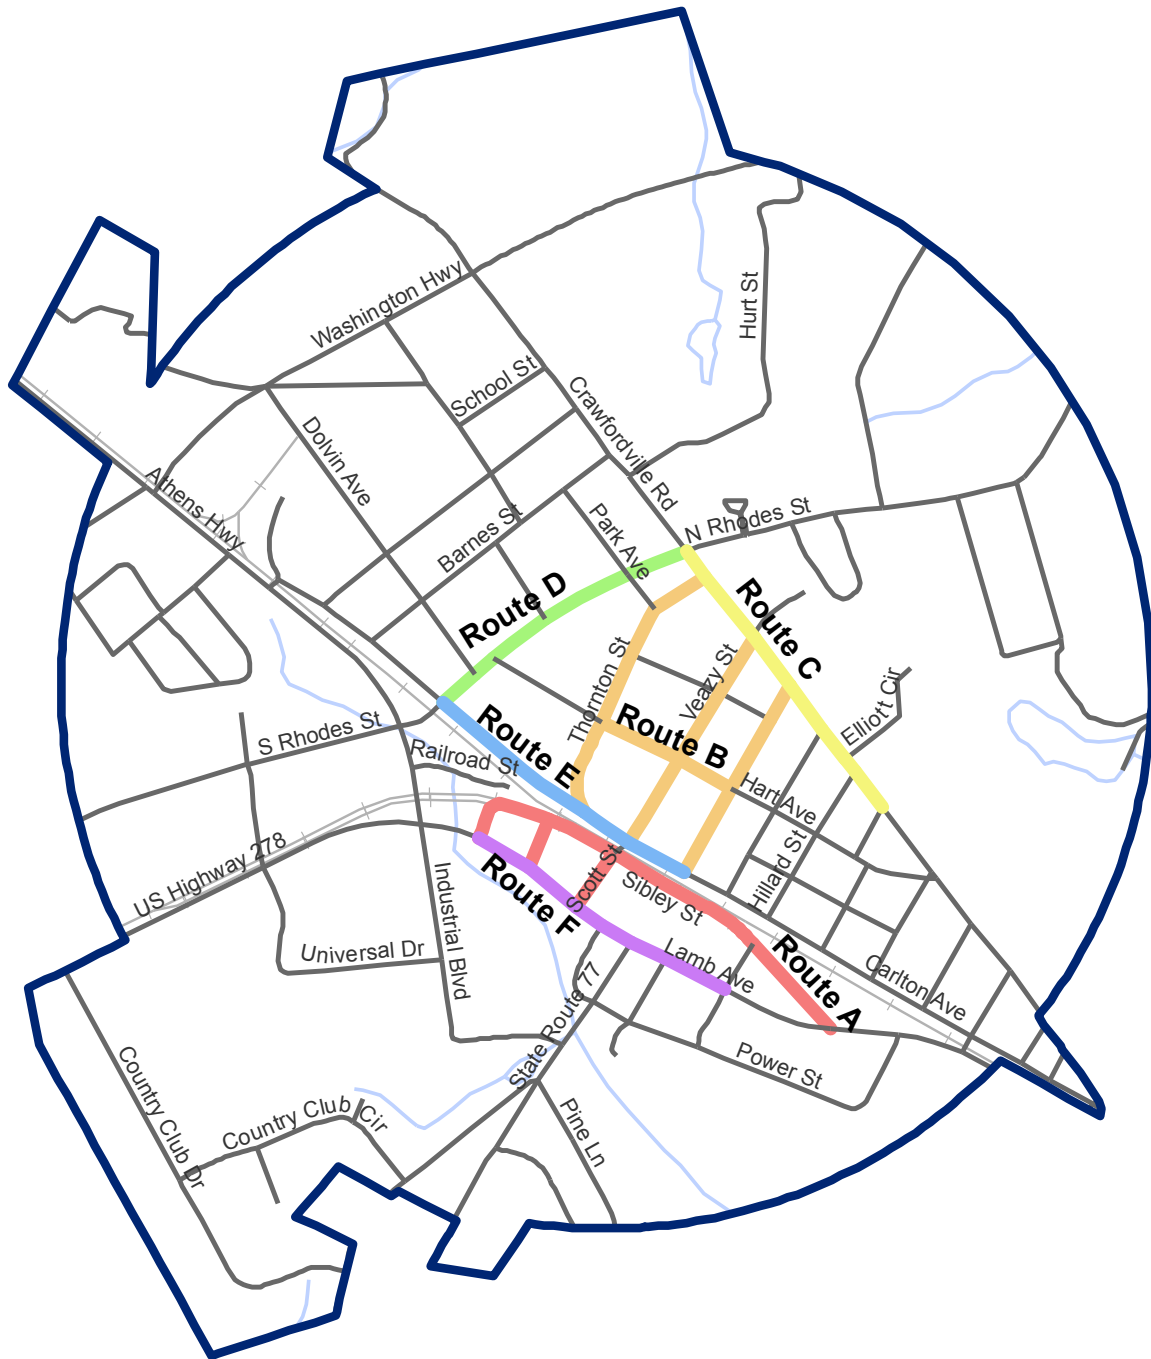 Washington Hwy
Hurt St
School St
Crawfordville Rd
Dolvin Ave
Athens Hwy
Barnes St
Park Ave
N Rhodes St
Route D
Route C
Thornton St
Veazy St
Elliott Cir
Route B
Route E
S Rhodes St
Railroad St
Hart Ave
US Highway 278
Route F
Scott St
Sibley St
Hillard St
Industrial Blvd
Universal Dr
Lamb Ave
Route A
Carlton Ave
State Route 77
Power St
Country Club Dr
Country Club Cir
Pine Ln